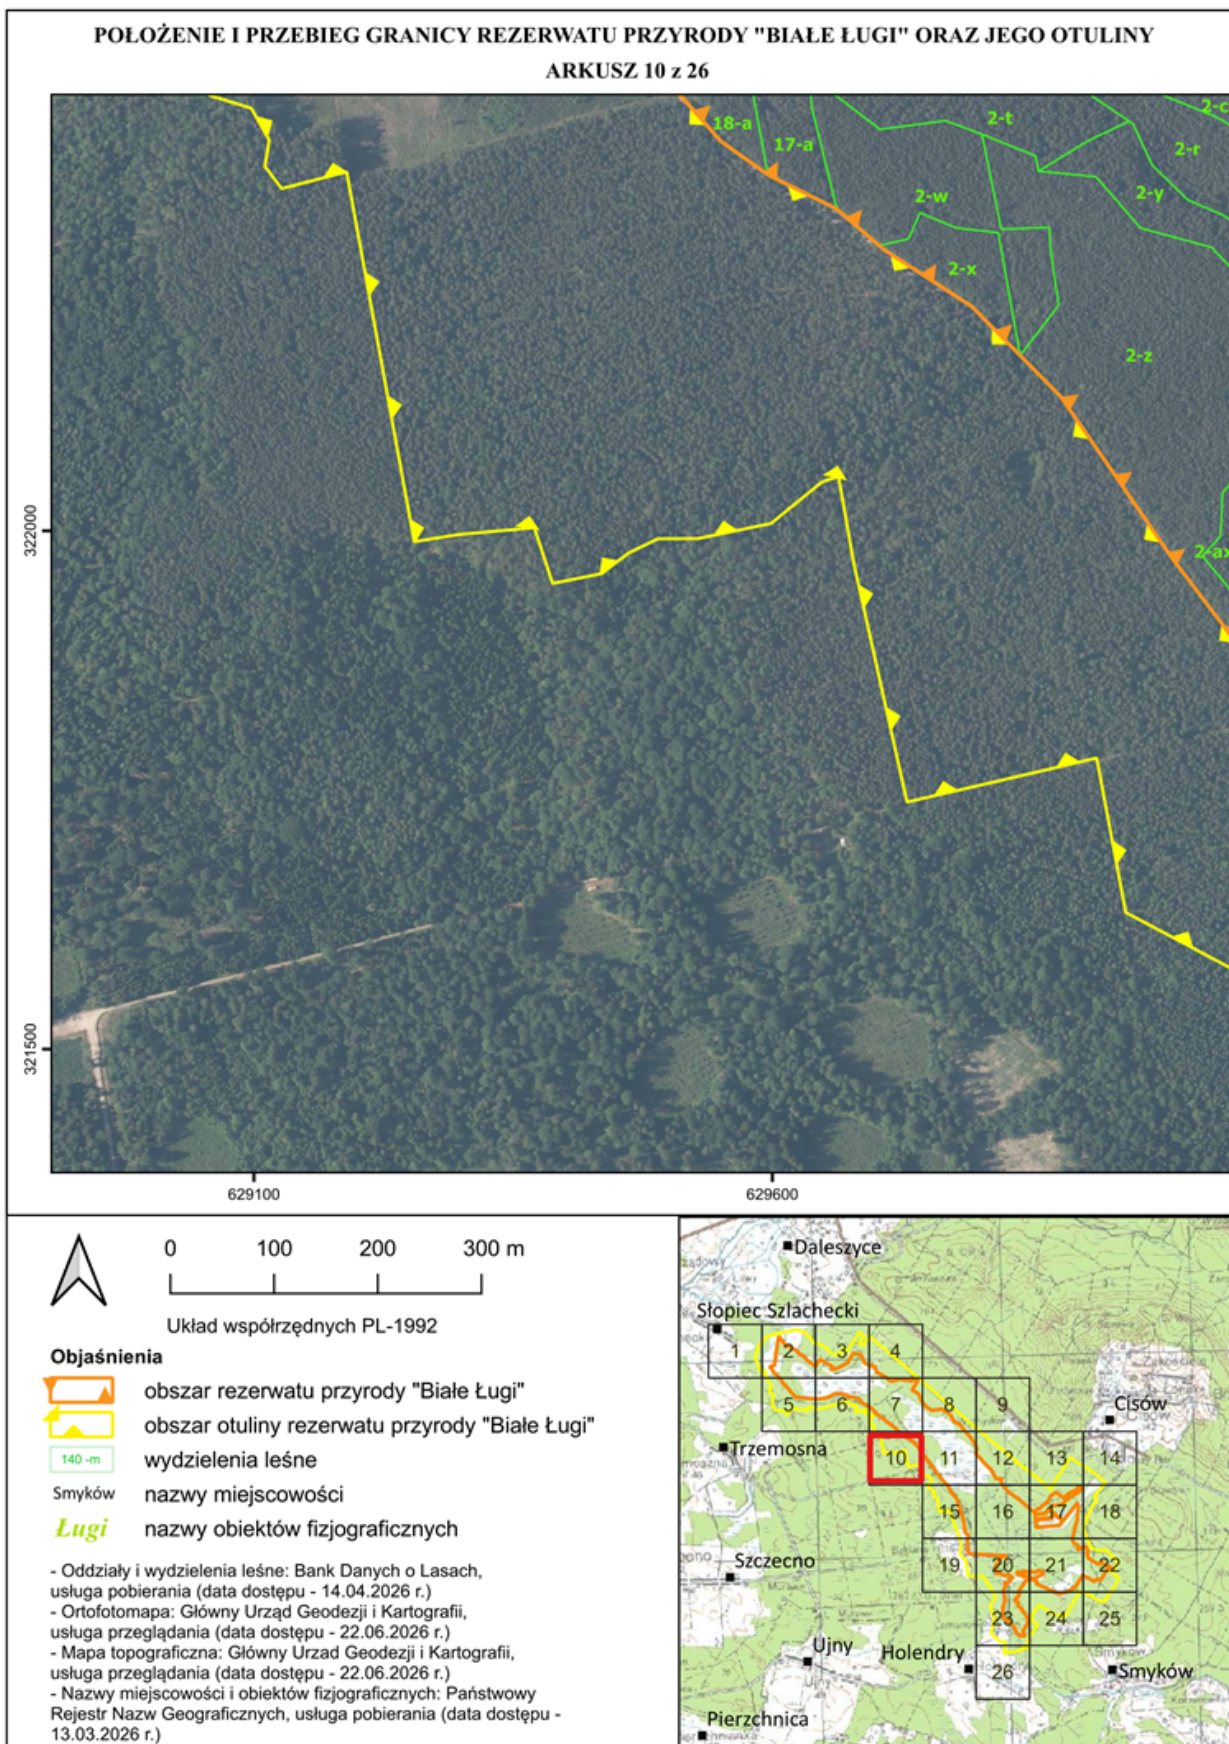 POŁOŻENIE I PRZEBIEG GRANICY REZERWATU PRZYRODY "BIAŁE ŁUGI" ORAZ JEGO OTULINY
ARKUSZ 10 z 26
18-a
17-a
2-t
2-c
2-r
2-y
2-w
2-x
2-z
2-ax
322000
321500
629100
629600
0 100 200 300 m
Układ współrzędnych PL-1992
Objaśnienia
obszar rezerwatu przyrody "Białe Ługi"
obszar otuliny rezerwatu przyrody "Białe Ługi"
140 -m wydzielenia leśne
Smyków nazwy miejscowości
Ługi nazwy obiektów fizjograficznych
- Oddziały i wydzielenia leśne: Bank Danych o Lasach,
usługa pobierania (data dostępu - 14.04.2026 r.)
- Ortofotomapa: Główny Urząd Geodezji i Kartografii,
usługa przeglądania (data dostępu - 22.06.2026 r.)
- Mapa topograficzna: Główny Urzad Geodezji i Kartografii,
usługa przeglądania (data dostępu - 22.06.2026 r.)
- Nazwy miejscowości i obiektów fizjograficznych: Państwowy
Rejestr Nazw Geograficznych, usługa pobierania (data dostępu -
13.03.2026 r.)
Daleszyce
Słopiec Szlachecki
1 2 3 4
5 6 7 8 9
Cisów
Trzemosna
10 11 12 13 14
15 16 17 18
Szczecno
19 20 21 22
23 24 25
Ujny
Holendry
26
Smyków
Pierzchnica